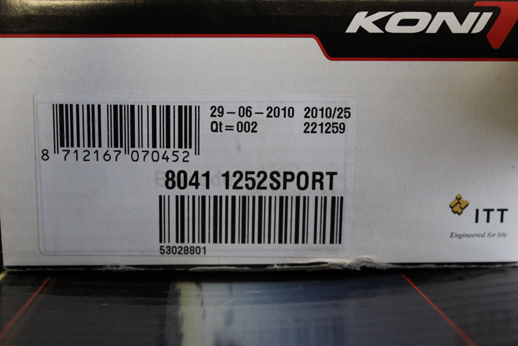 KONI
29-06-2010 2010/25
Qt=002 221259
8 712167 070452
8041 1252SPORT
53028801
ITT
Engineered for life